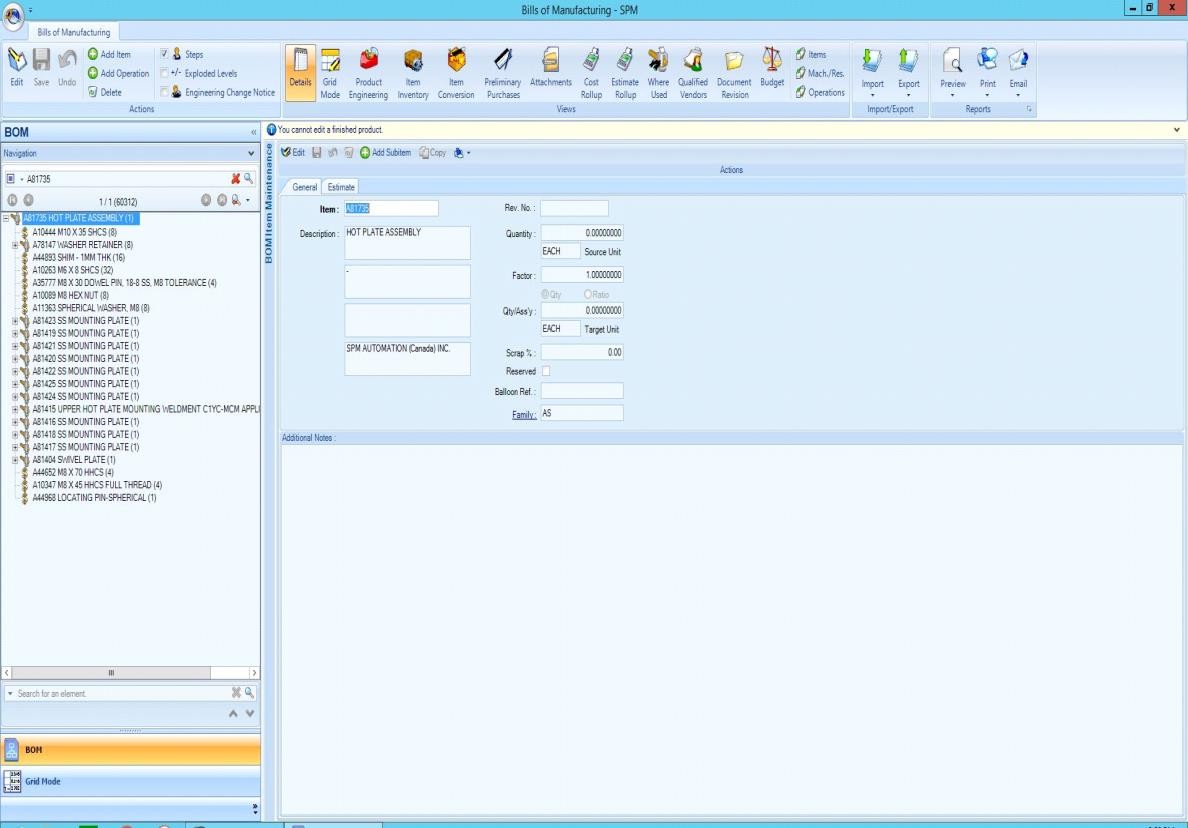 Bills of Manufacturing - SPM
Bills of Manufacturing
Edit
Save
Undo
Add Item
Add Operation
Delete
Steps
+/- Exploded Levels
Engineering Change Notice
Actions
Details
Grid Mode
Product Engineering
Item Inventory
Item Conversion
Preliminary Purchases
Attachments
Cost Rollup
Estimate Rollup
Where Used
Qualified Vendors
Document Revision
Budget
Items
Mach./Res.
Operations
Views
Import
Export
Import/Export
Preview
Print
Email
Reports
BOM
Navigation
A81735
1 / 1 (60312)
A81735 HOT PLATE ASSEMBLY (1)
A10444 M10 X 35 SHCS (8)
A78147 WASHER RETAINER (8)
A44893 SHIM - 1MM THK (16)
A10263 M6 X 8 SHCS (32)
A35777 M8 X 30 DOWEL PIN, 18-8 SS, M8 TOLERANCE (4)
A10089 M8 HEX NUT (8)
A11363 SPHERICAL WASHER, M8 (8)
A81423 SS MOUNTING PLATE (1)
A81419 SS MOUNTING PLATE (1)
A81421 SS MOUNTING PLATE (1)
A81420 SS MOUNTING PLATE (1)
A81422 SS MOUNTING PLATE (1)
A81425 SS MOUNTING PLATE (1)
A81424 SS MOUNTING PLATE (1)
A81415 UPPER HOT PLATE MOUNTING WELDMENT C1YC-MCM APPLI
A81416 SS MOUNTING PLATE (1)
A81418 SS MOUNTING PLATE (1)
A81417 SS MOUNTING PLATE (1)
A81404 SWIVEL PLATE (1)
A44652 M8 X 70 HHCS (4)
A10347 M8 X 45 HHCS FULL THREAD (4)
A44968 LOCATING PIN-SPHERICAL (1)
Search for an element.
BOM
Grid Mode
BOM Item Maintenance
You cannot edit a finished product.
Edit
Add Subitem
Copy
Actions
General
Estimate
Item : A81735
Description : HOT PLATE ASSEMBLY
-
SPM AUTOMATION (Canada) INC.
Rev. No. :
Quantity : 0.00000000
EACH Source Unit
Factor : 1.00000000
Qty Ratio
Qty/Ass'y : 0.00000000
EACH Target Unit
Scrap % : 0.00
Reserved
Balloon Ref. :
Family : AS
Additional Notes :